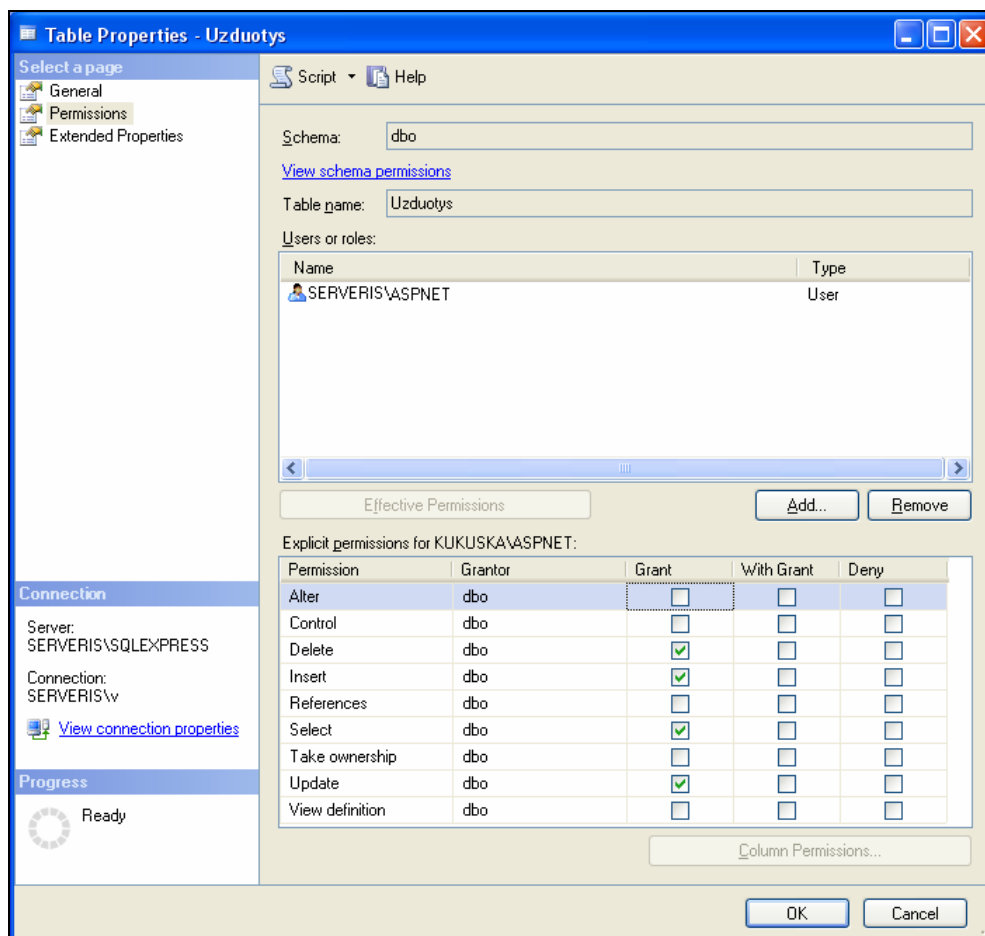 Table Properties - Uzduotys
Select a page
General
Permissions
Extended Properties
Script Help
Schema: dbo
View schema permissions
Table name: Uzduotys
Users or roles:
Name Type
SERVERIS\ASPNET User
Effective Permissions Add... Remove
Explicit permissions for KUKUSKA\ASPNET:
Permission Grantor Grant With Grant Deny
Alter dbo
Control dbo
Delete dbo
Insert dbo
References dbo
Select dbo
Take ownership dbo
Update dbo
View definition dbo
Column Permissions...
Connection
Server:
SERVERIS\SQLEXPRESS
Connection:
SERVERIS\v
View connection properties
Progress
Ready
OK Cancel